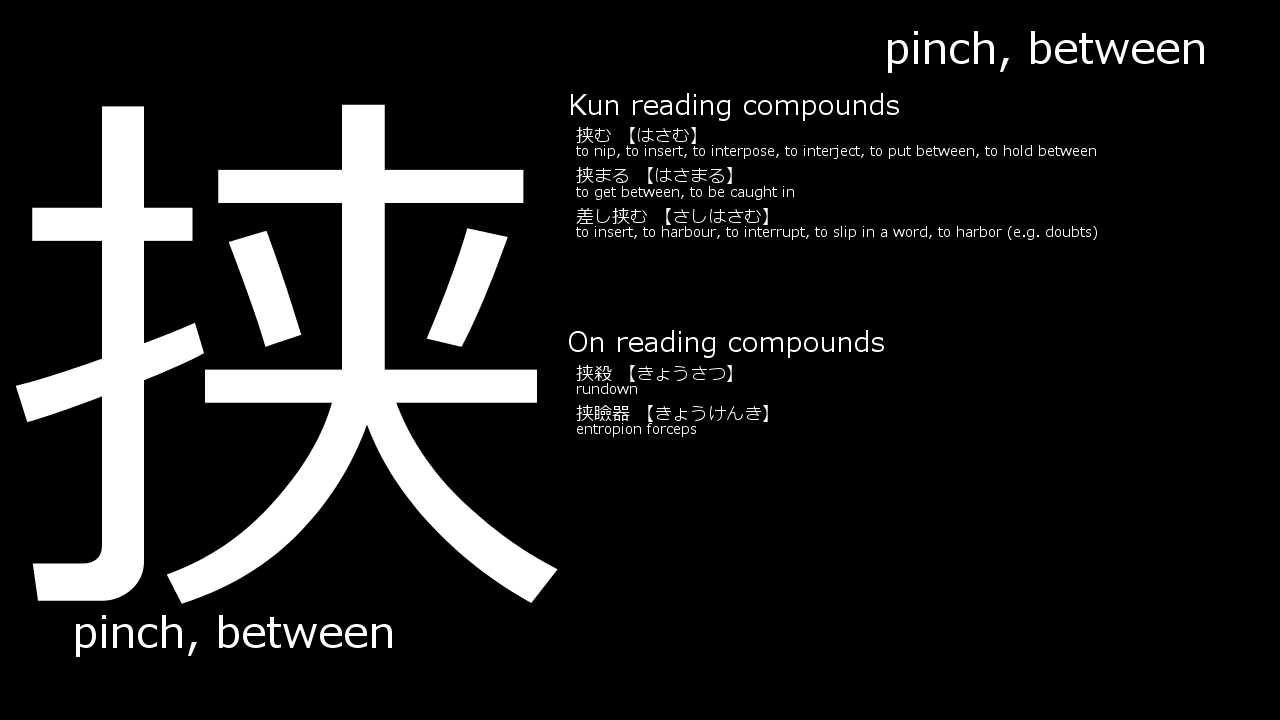 pinch, between
挟
Kun reading compounds
挟む 【はさむ】
to nip, to insert, to interpose, to interject, to put between, to hold between
挟まる 【はさまる】
to get between, to be caught in
差し挟む 【さしはさむ】
to insert, to harbour, to interrupt, to slip in a word, to harbor (e.g. doubts)
On reading compounds
挟殺 【きょうさつ】
rundown
挟瞼器 【きょうけんき】
entropion forceps
pinch, between